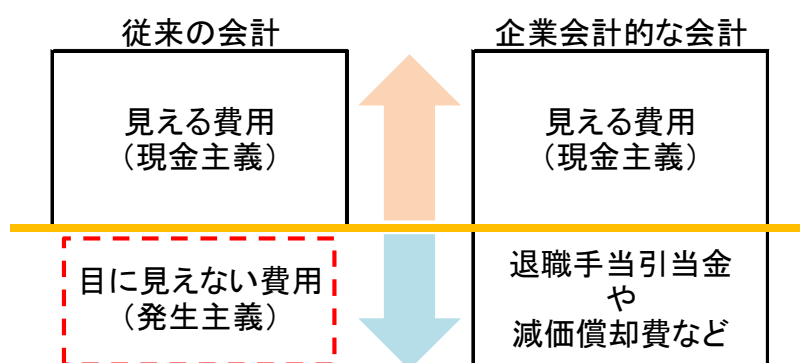 従来の会計
見える費用
（現金主義）
目に見えない費用
（発生主義）
企業会計的な会計
見える費用
（現金主義）
退職手当引当金
や
減価償却費など